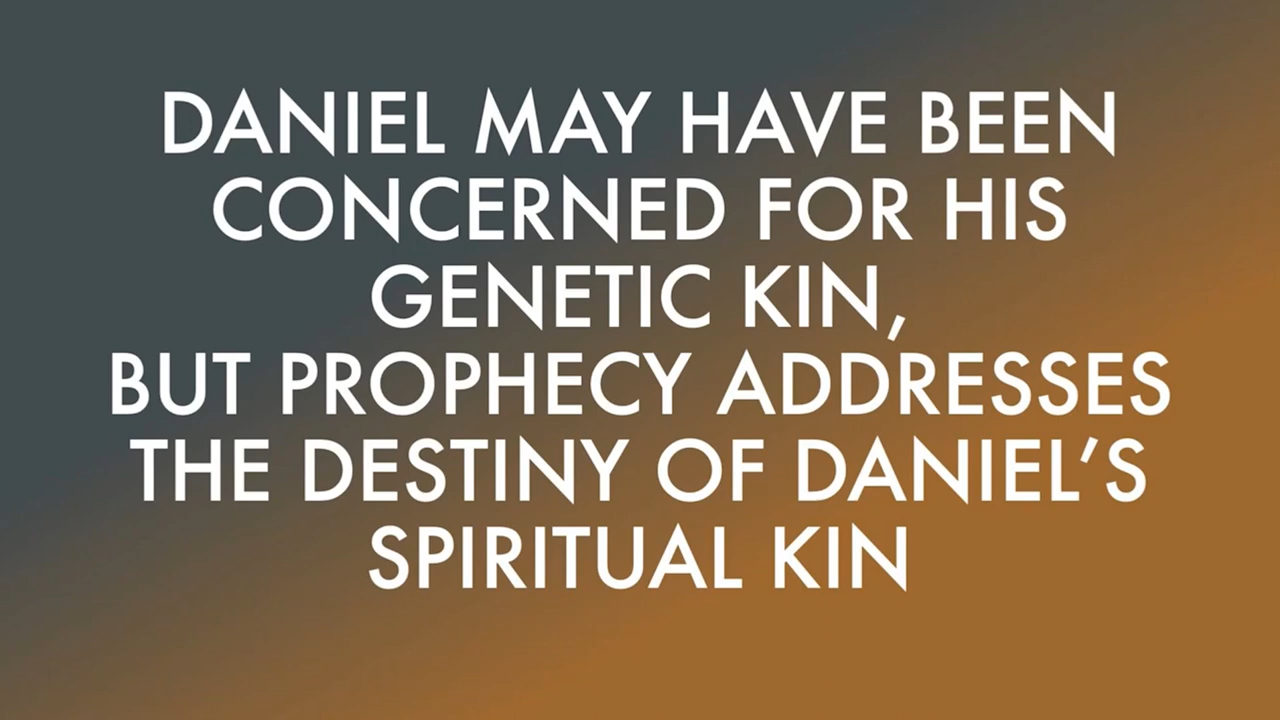 DANIEL MAY HAVE BEEN
CONCERNED FOR HIS
GENETIC KIN,
BUT PROPHECY ADDRESSES
THE DESTINY OF DANIEL’S
SPIRITUAL KIN